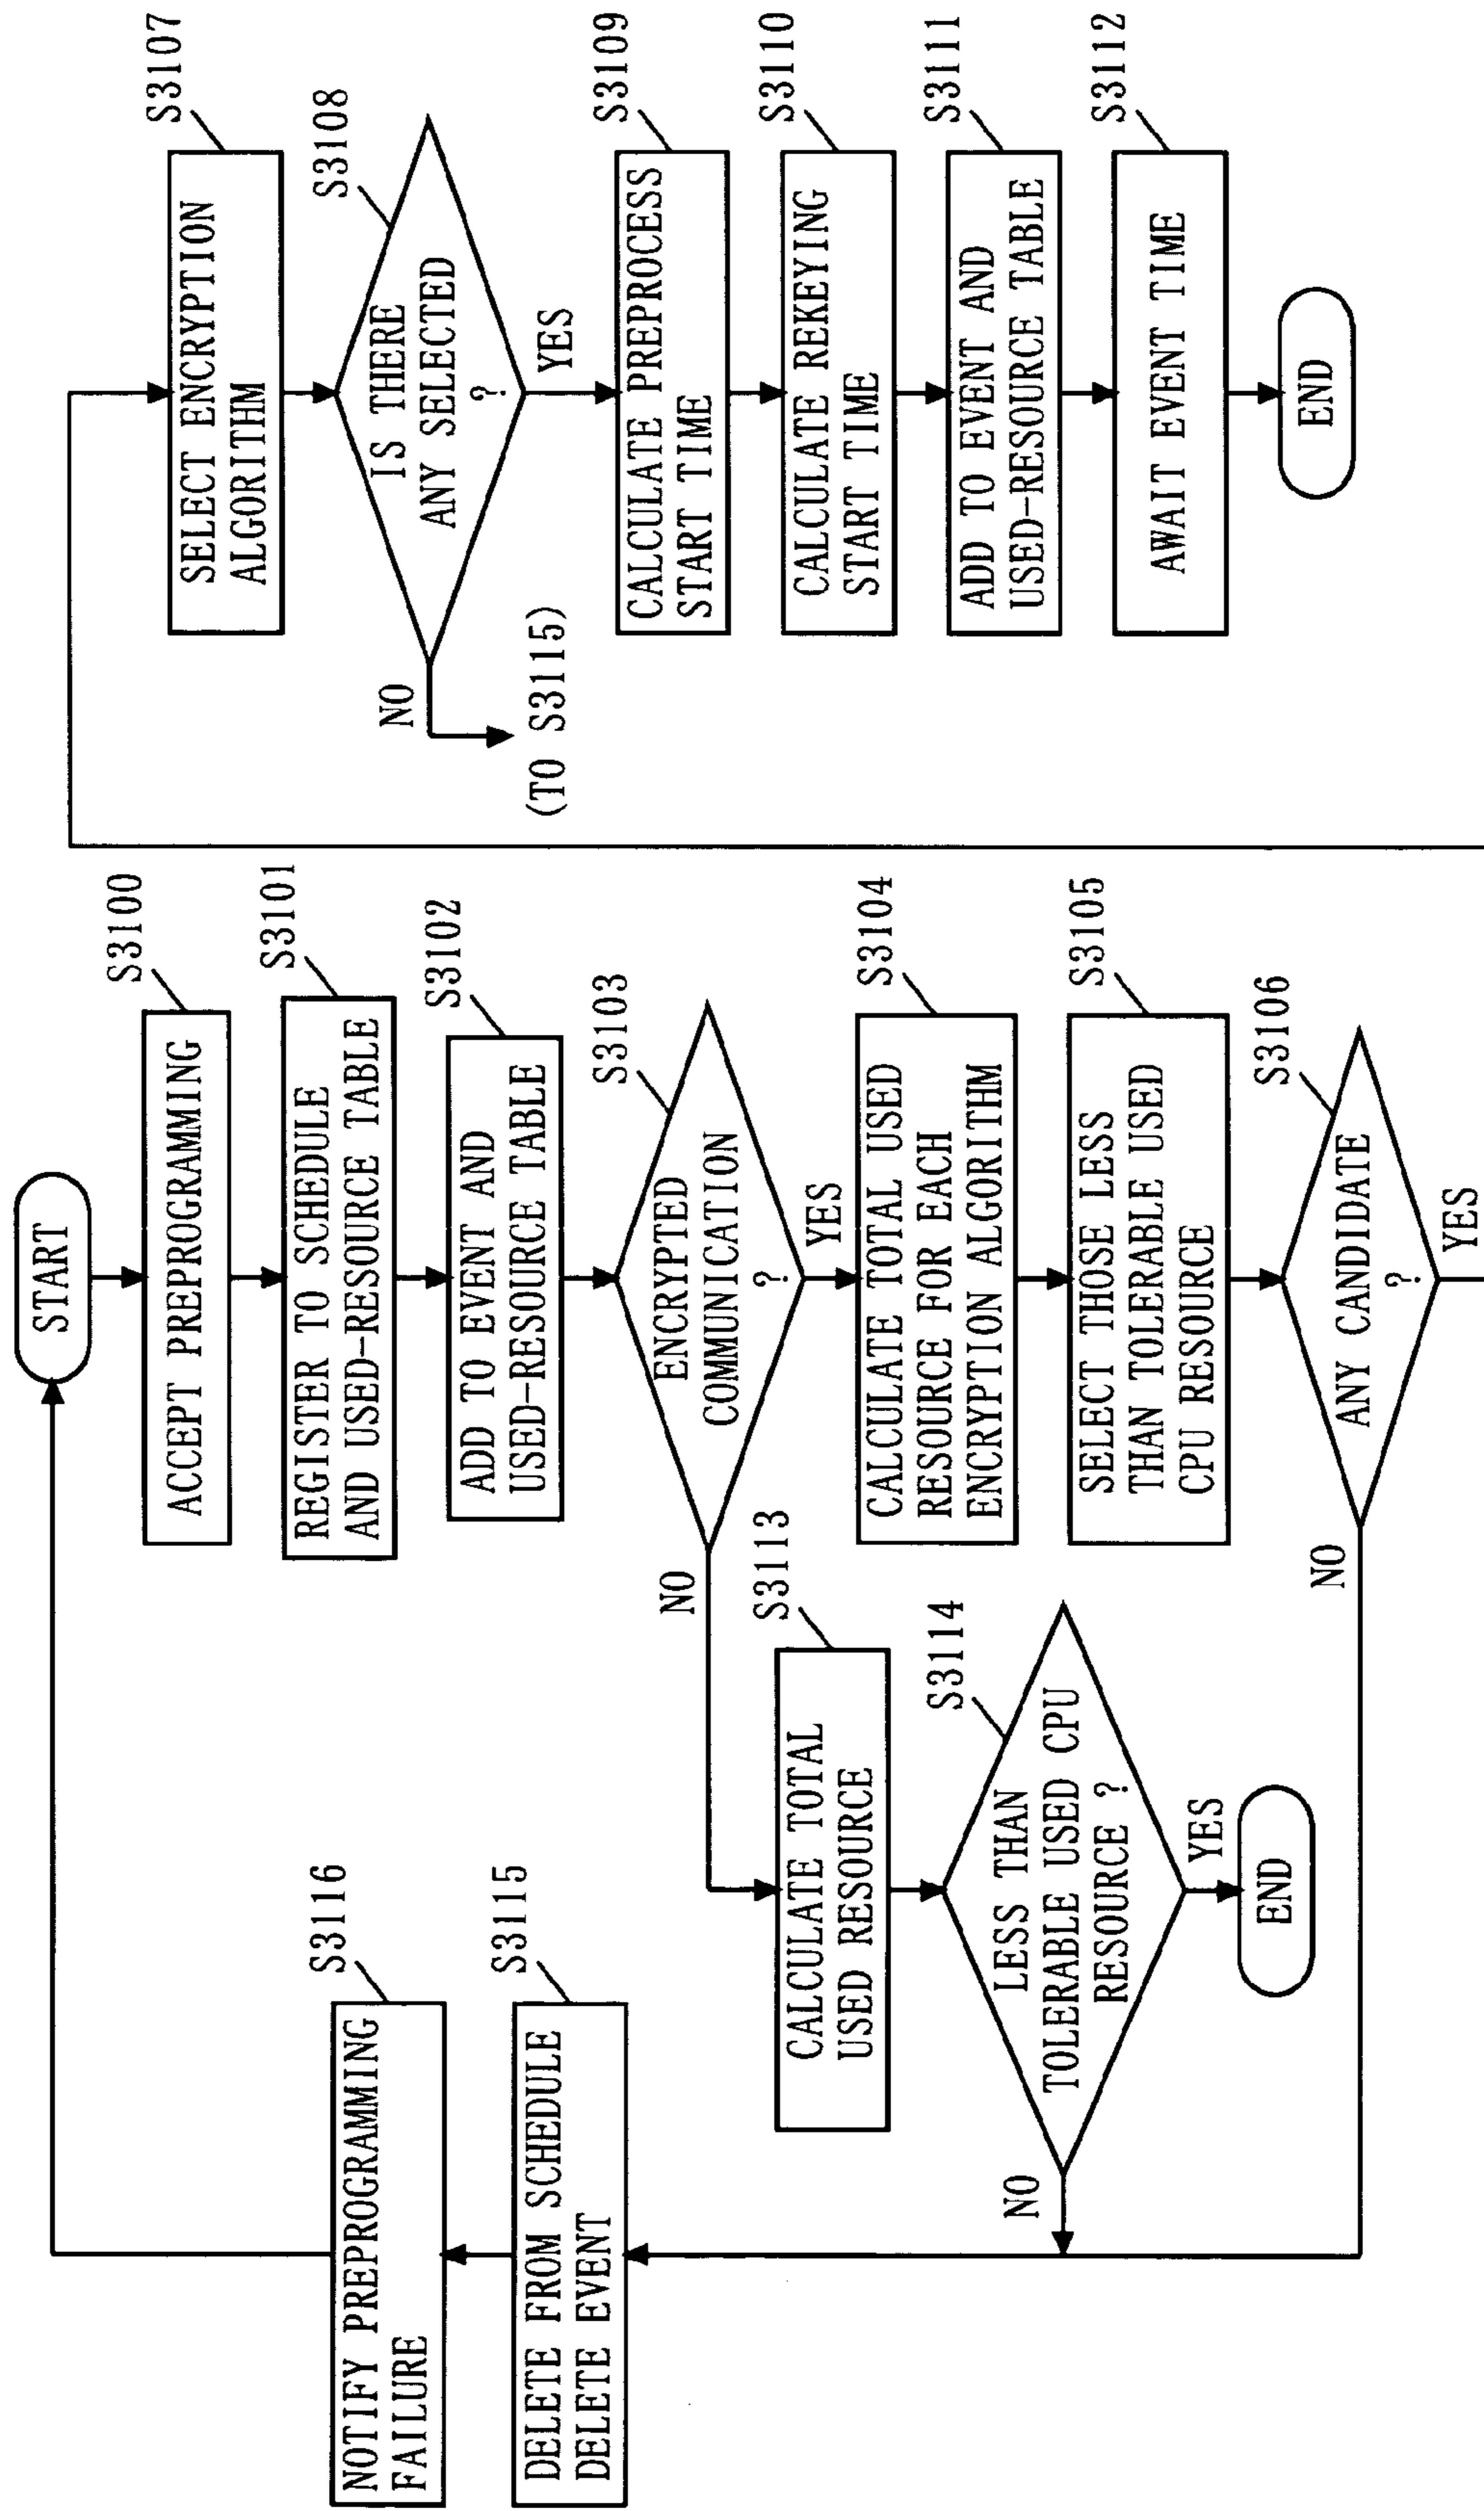 START
S3100
ACCEPT PREPROGRAMMING
S3101
REGISTER TO SCHEDULE
AND USED-RESOURCE TABLE
S3102
ADD TO EVENT AND
USED-RESOURCE TABLE
S3103
ENCRYPTED
COMMUNICATION
?
YES
NO
S3104
CALCULATE TOTAL USED
RESOURCE FOR EACH
ENCRYPTION ALGORITHM
S3105
SELECT THOSE LESS
THAN TOLERABLE USED
CPU RESOURCE
S3106
ANY CANDIDATE
?
YES
NO
S3107
SELECT ENCRYPTION
ALGORITHM
S3108
IS THERE
ANY SELECTED
?
YES
NO
(TO S3115)
S3109
CALCULATE PREPROCESS
START TIME
S3110
CALCULATE REKEYING
START TIME
S3111
ADD TO EVENT AND
USED-RESOURCE TABLE
S3112
AWAIT EVENT TIME
END
S3113
CALCULATE TOTAL
USED RESOURCE
S3114
LESS THAN
TOLERABLE USED CPU
RESOURCE ?
YES
NO
END
S3115
DELETE FROM SCHEDULE
DELETE EVENT
S3116
NOTIFY PREPROGRAMMING
FAILURE